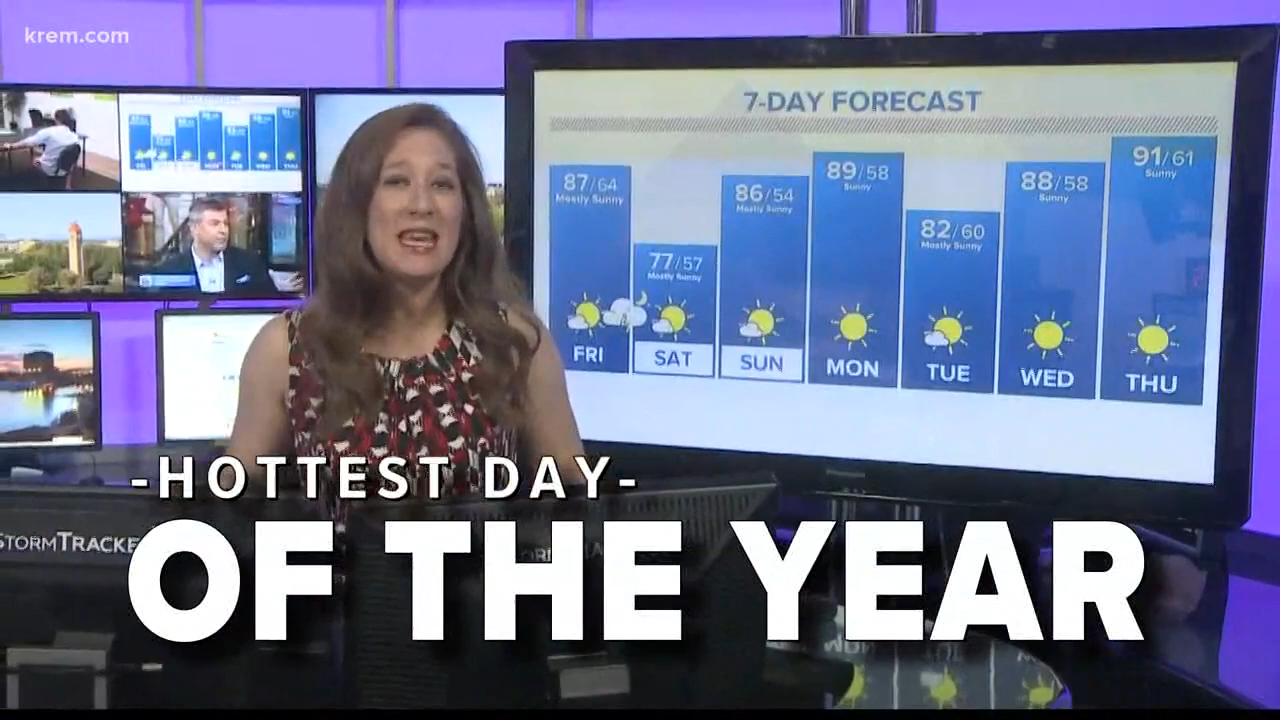 krem.com
7-DAY FORECAST
87/64
Mostly Sunny
FRI
77/57
Mostly Sunny
SAT
86/54
Mostly Sunny
SUN
89/58
Sunny
MON
82/60
Mostly Sunny
TUE
88/58
Sunny
WED
91/61
Sunny
THU
-HOTTEST DAY-
OF THE YEAR
STORMTRACKE